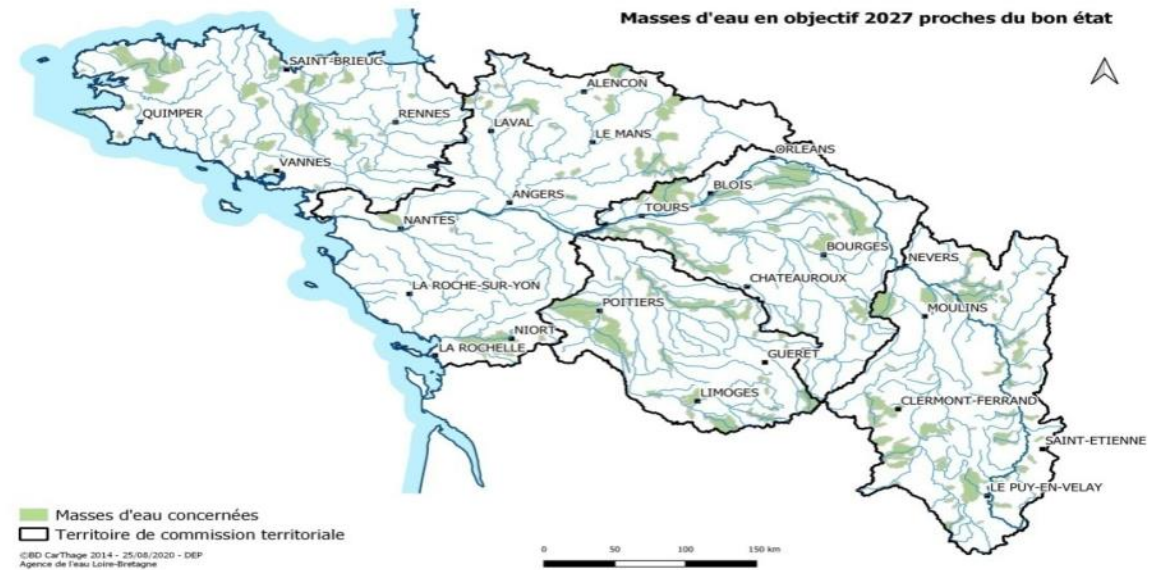 Masses d'eau en objectif 2027 proches du bon état
SAINT-BRIEUC
ALENCON
QUIMPER
RENNES
LAVAL
LE MANS
VANNES
ORLEANS
BLOIS
ANGERS
TOURS
NANTES
BOURGES
NEVERS
CHATEAUROUX
LA ROCHE-SUR-YON
POITIERS
MOULINS
NIORT
LA ROCHELLE
GUERET
LIMOGES
CLERMONT-FERRAND
SAINT-ETIENNE
LE PUY-EN-VELAY
Masses d'eau concernées
Territoire de commission territoriale
©BD CarThage 2014 - 25/08/2020 - DEP
Agence de l'eau Loire-Bretagne
0 50 100 150 km